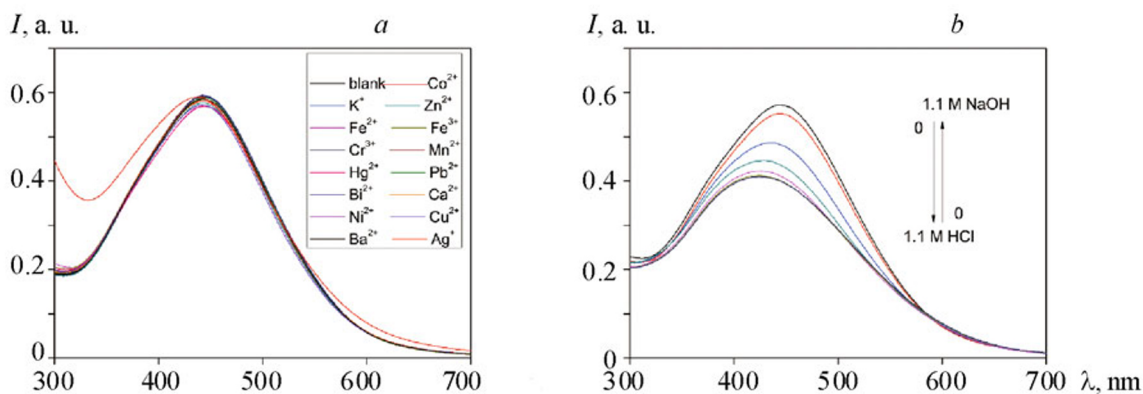 I, a. u.
a
0.6
0.4
0.2
0
300
400
500
600
700
blank
Co²⁺
K⁺
Zn²⁺
Fe²⁺
Fe³⁺
Cr³⁺
Mn²⁺
Hg²⁺
Pb²⁺
Bi²⁺
Ca²⁺
Ni²⁺
Cu²⁺
Ba²⁺
Ag⁺
I, a. u.
b
0.6
0.4
0.2
0
300
400
500
600
700
λ, nm
1.1 M NaOH
0
0
1.1 M HCl